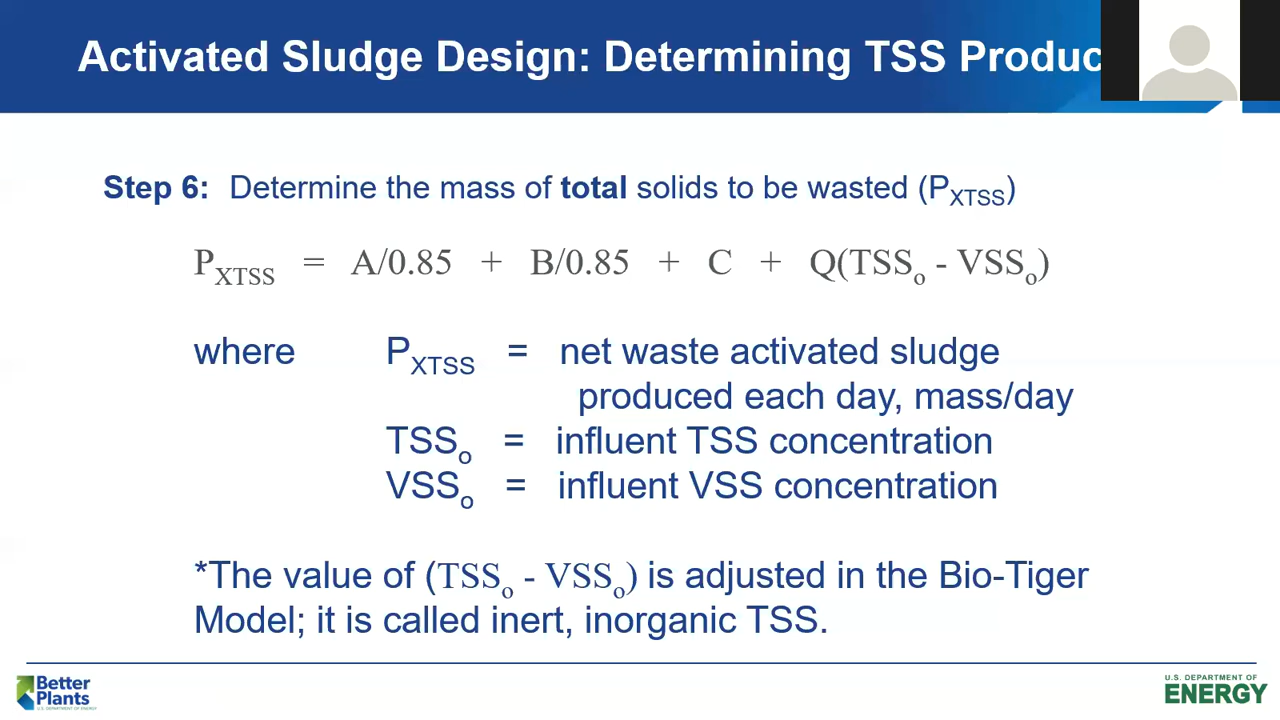 Activated Sludge Design: Determining TSS Produc
Step 6: Determine the mass of total solids to be wasted (PXTSS)
PXTSS = A/0.85 + B/0.85 + C + Q(TSSo - VSSo)
where PXTSS = net waste activated sludge
produced each day, mass/day
TSSo = influent TSS concentration
VSSo = influent VSS concentration
*The value of (TSSo - VSSo) is adjusted in the Bio-Tiger
Model; it is called inert, inorganic TSS.
Better
Plants
U.S. DEPARTMENT OF ENERGY
U.S. DEPARTMENT OF
ENERGY